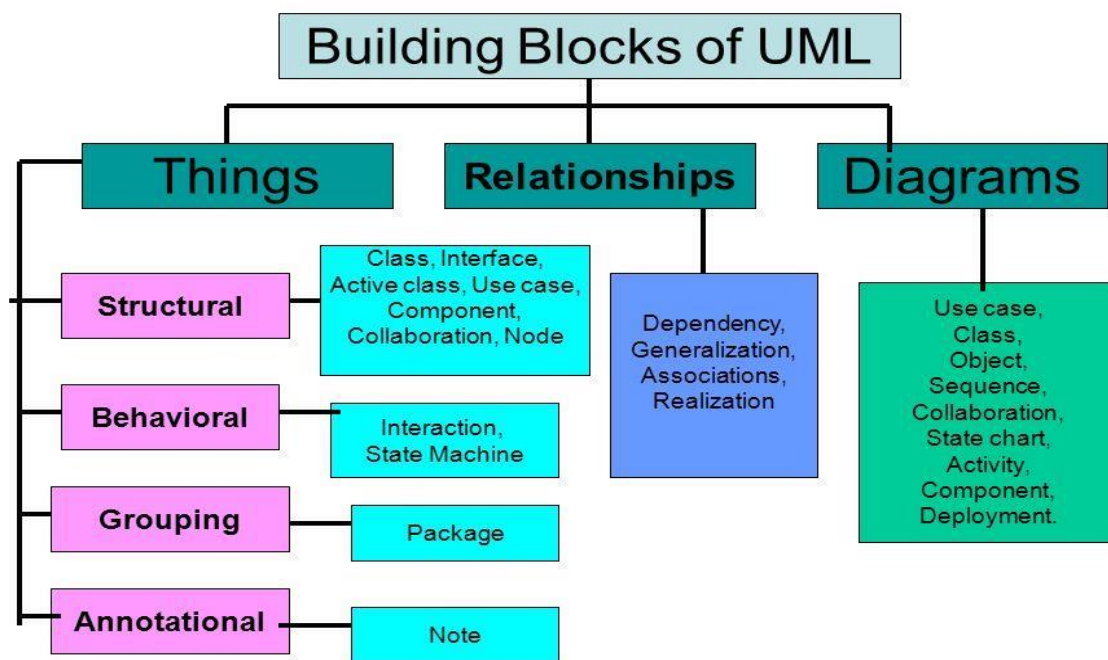 Building Blocks of UML
Things
Relationships
Diagrams
Structural
Class, Interface,
Active class, Use case,
Component,
Collaboration, Node
Behavioral
Interaction,
State Machine
Grouping
Package
Annotational
Note
Dependency,
Generalization,
Associations,
Realization
Use case,
Class,
Object,
Sequence,
Collaboration,
State chart,
Activity,
Component,
Deployment.